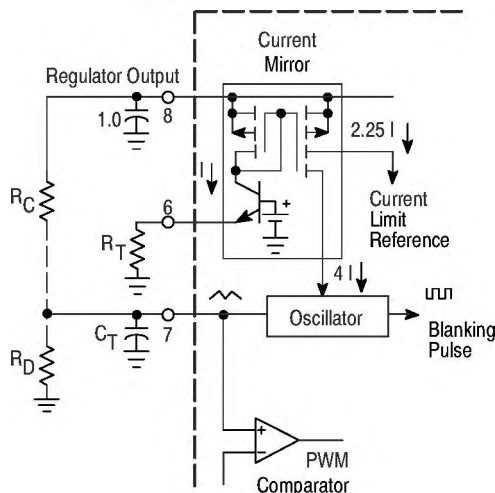 Current
Mirror
Regulator Output
1.0
8
2.25 I
R_C
I
6
+
Current
Limit
Reference
R_T
4 I
Oscillator
Blanking
Pulse
C_T
7
R_D
+
−
PWM
Comparator